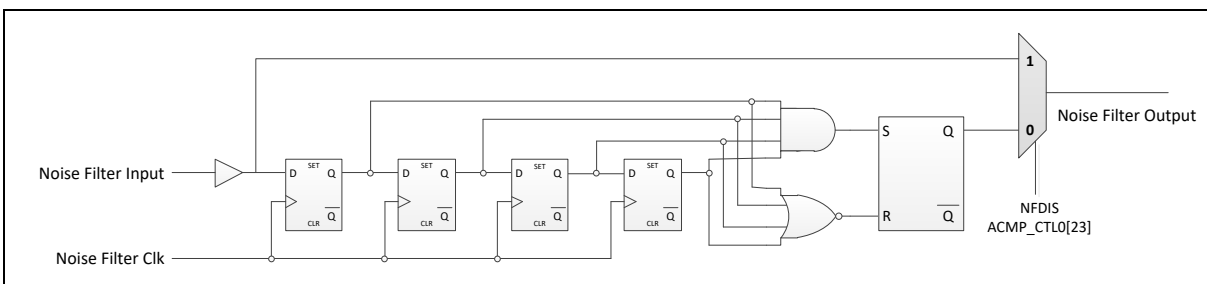 1
SET
D Q
Q
CLR
SET
D Q
Q
CLR
SET
D Q
Q
CLR
SET
D Q
Q
CLR
S Q
R Q
0
Noise Filter Output
Noise Filter Input
NFDIS
ACMP_CTL0[23]
Noise Filter Clk